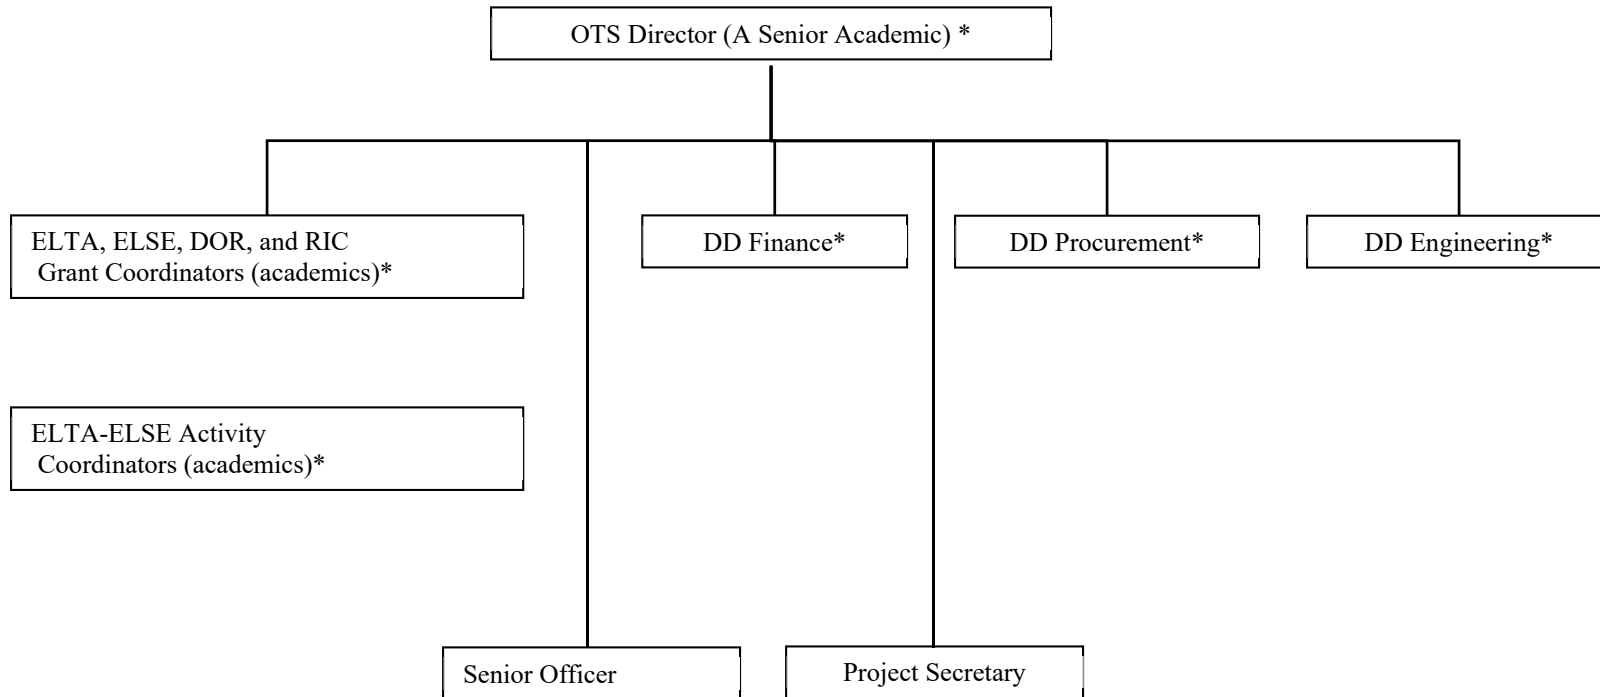 OTS Director (A Senior Academic) *
ELTA, ELSE, DOR, and RIC
Grant Coordinators (academics)*
DD Finance*
DD Procurement*
DD Engineering*
ELTA-ELSE Activity
Coordinators (academics)*
Senior Officer
Project Secretary